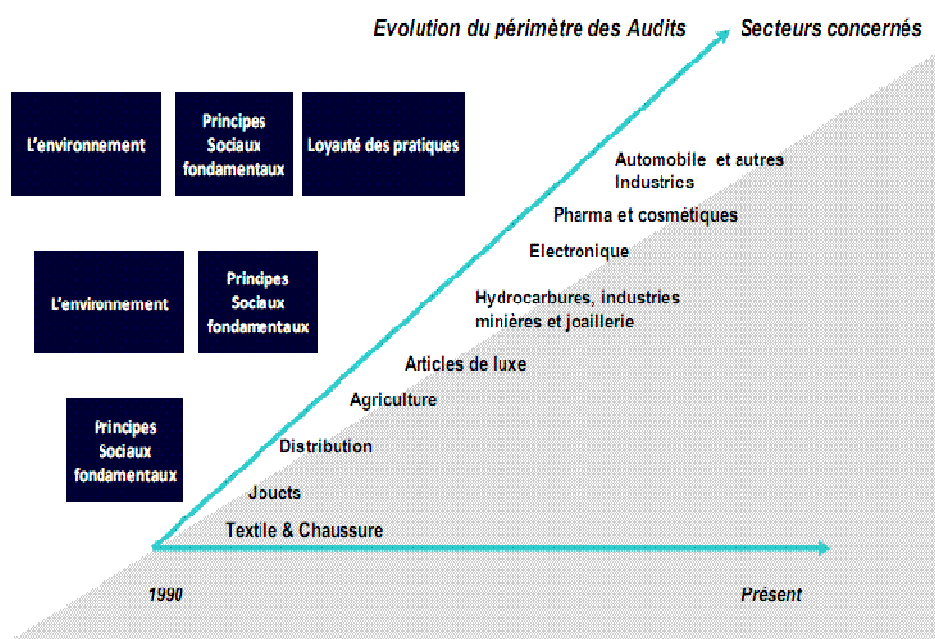 Evolution du périmètre des Audits
Secteurs concernés
L'environnement
Principes
Sociaux
fondamentaux
Loyauté des pratiques
Automobile et autres
Industries
Pharma et cosmétiques
Electronique
L'environnement
Principes
Sociaux
fondamentaux
Hydrocarbures, industries
minières et joaillerie
Articles de luxe
Agriculture
Principes
Sociaux
fondamentaux
Distribution
Jouets
Textile & Chaussure
1990
Présent